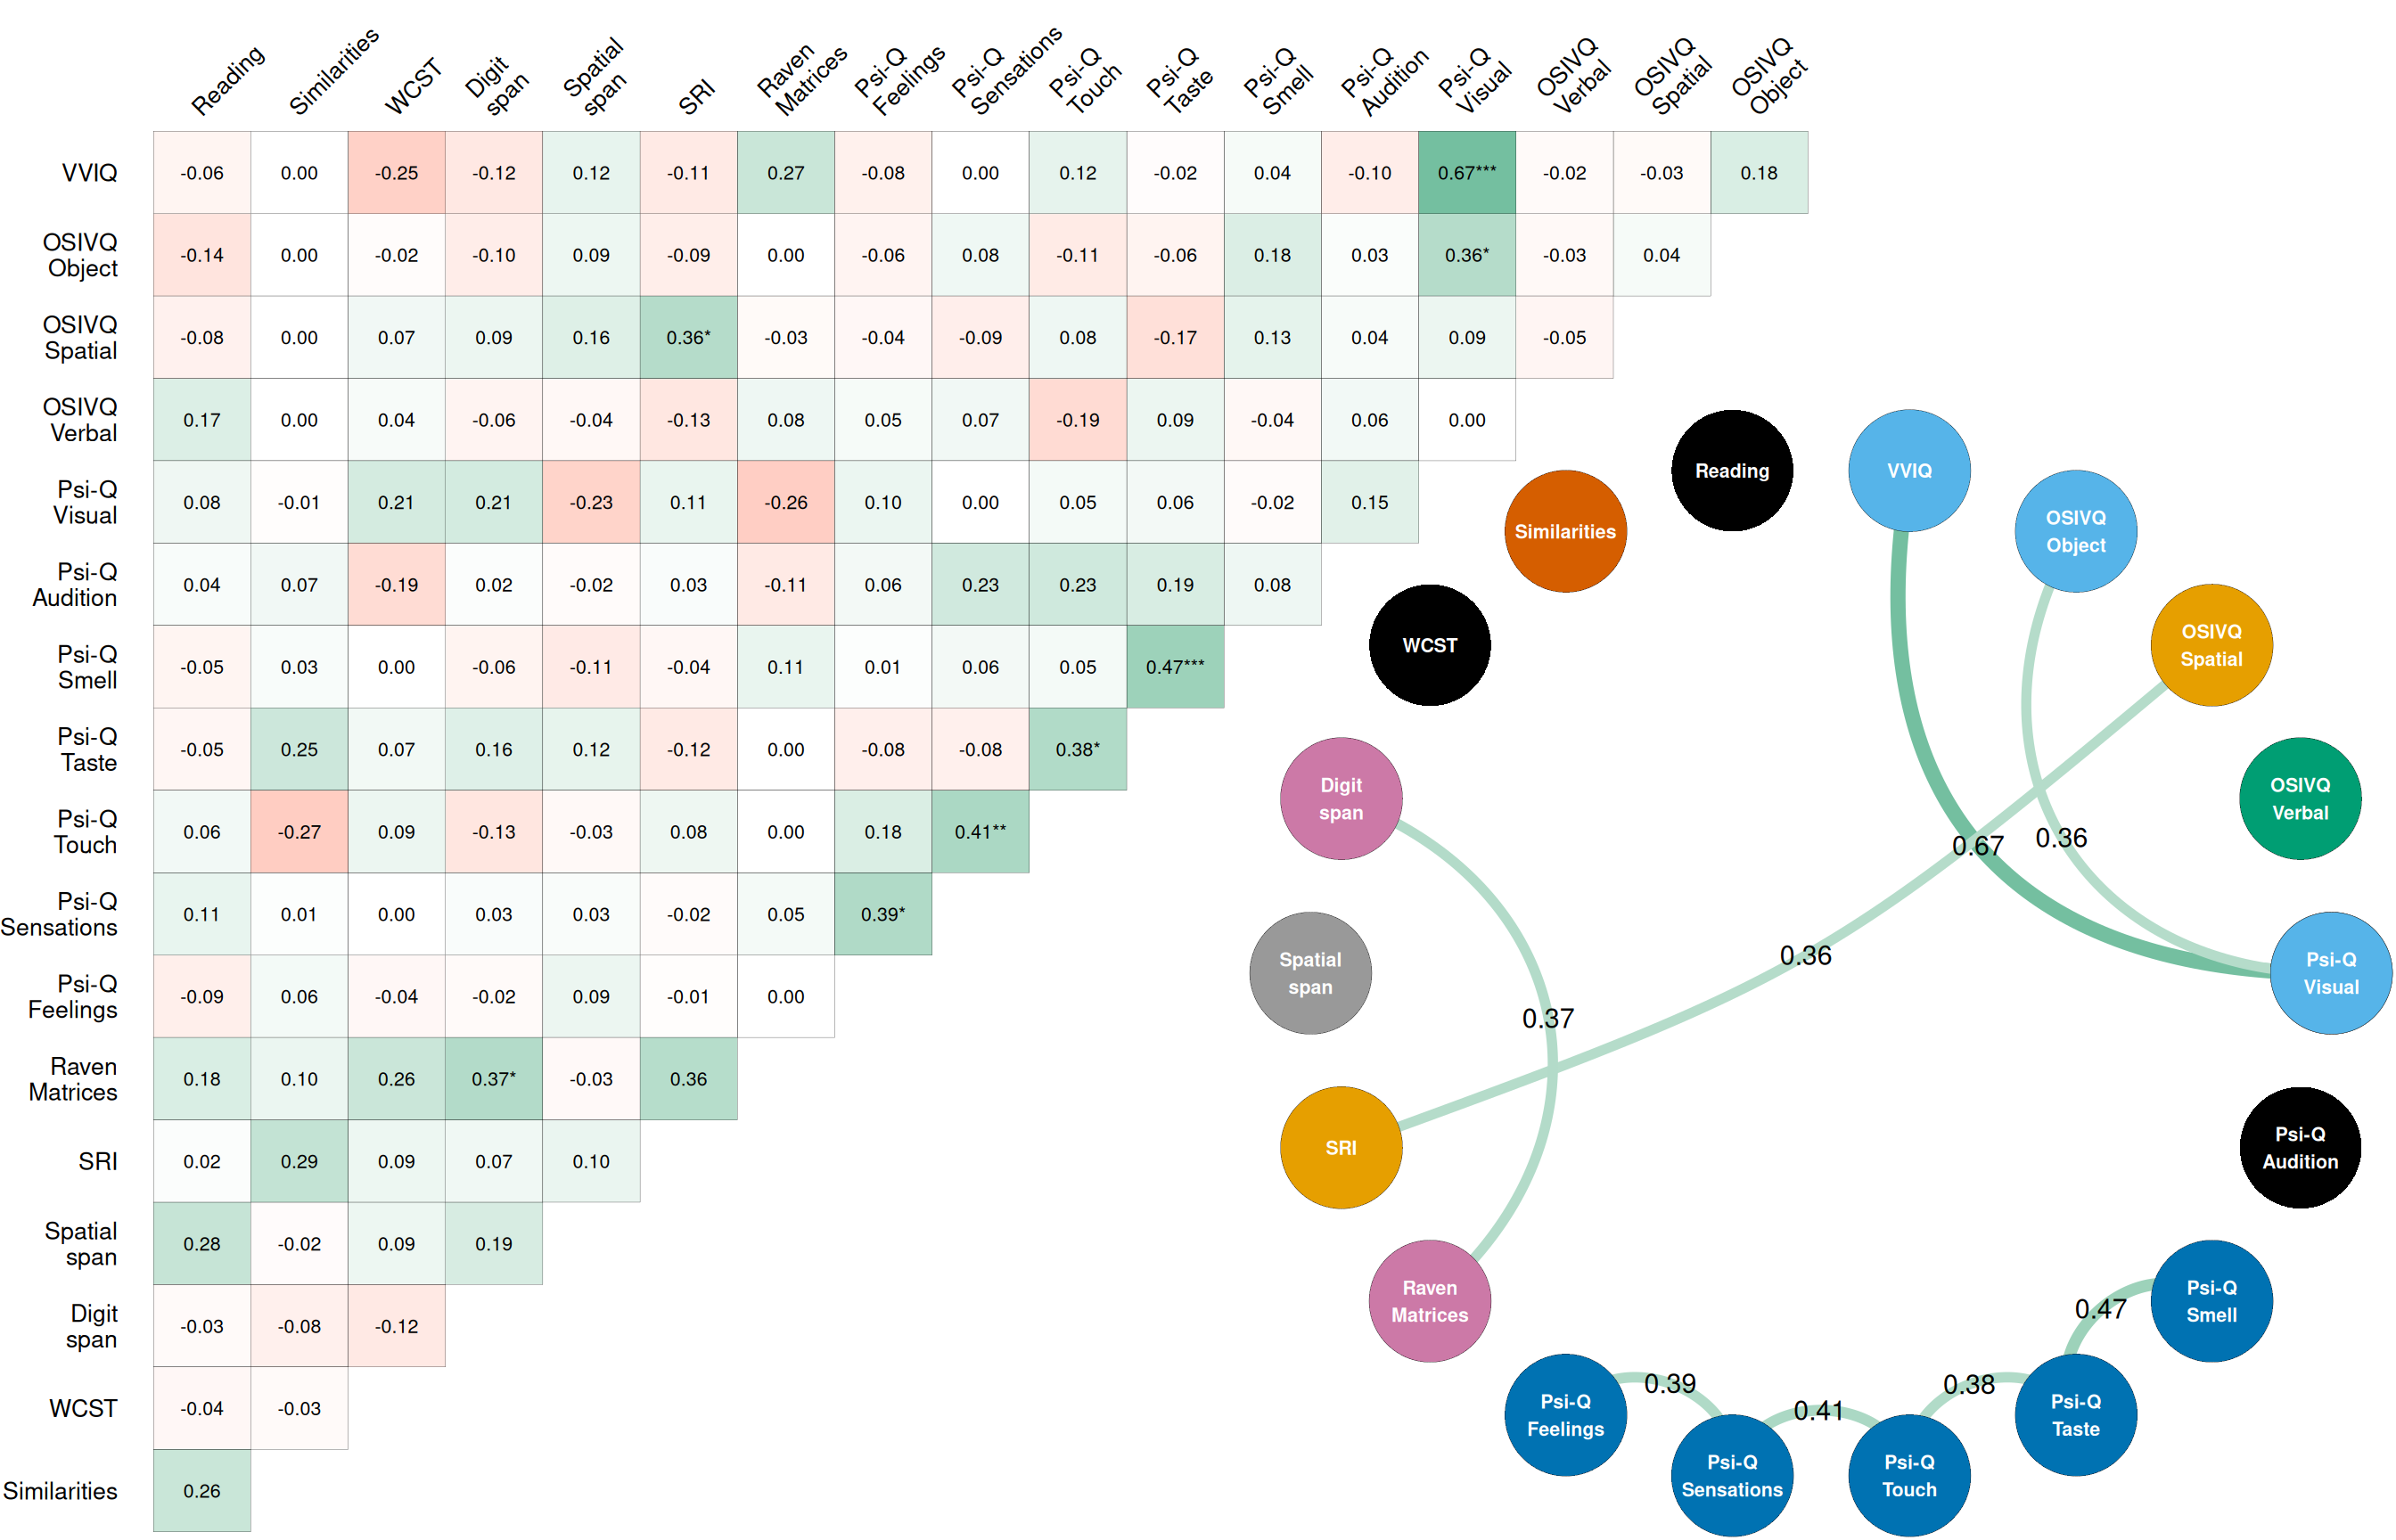 Reading Similarities WCST Digit span Spatial span SRI Raven Matrices Psi-Q Feelings Psi-Q Sensations Psi-Q Touch Psi-Q Taste Psi-Q Smell Psi-Q Audition Psi-Q Visual OSIVQ Verbal OSIVQ Spatial OSIVQ Object
VVIQ -0.06 0.00 -0.25 -0.12 0.12 -0.11 0.27 -0.08 0.00 0.12 -0.02 0.04 -0.10 0.67*** -0.02 -0.03 0.18
OSIVQ Object -0.14 0.00 -0.02 -0.10 0.09 -0.09 0.00 -0.06 0.08 -0.11 -0.06 0.18 0.03 0.36* -0.03 0.04
OSIVQ Spatial -0.08 0.00 0.07 0.09 0.16 0.36* -0.03 -0.04 -0.09 0.08 -0.17 0.13 0.04 0.09 -0.05
OSIVQ Verbal 0.17 0.00 0.04 -0.06 -0.04 -0.13 0.08 0.05 0.07 -0.19 0.09 -0.04 0.06 0.00
Psi-Q Visual 0.08 -0.01 0.21 0.21 -0.23 0.11 -0.26 0.10 0.00 0.05 0.06 -0.02 0.15
Psi-Q Audition 0.04 0.07 -0.19 0.02 -0.02 0.03 -0.11 0.06 0.23 0.23 0.19 0.08
Psi-Q Smell -0.05 0.03 0.00 -0.06 -0.11 -0.04 0.11 0.01 0.06 0.05 0.47***
Psi-Q Taste -0.05 0.25 0.07 0.16 0.12 -0.12 0.00 -0.08 -0.08 0.38*
Psi-Q Touch 0.06 -0.27 0.09 -0.13 -0.03 0.08 0.00 0.18 0.41**
Psi-Q Sensations 0.11 0.01 0.00 0.03 0.03 -0.02 0.05 0.39*
Psi-Q Feelings -0.09 0.06 -0.04 -0.02 0.09 -0.01 0.00
Raven Matrices 0.18 0.10 0.26 0.37* -0.03 0.36
SRI 0.02 0.29 0.09 0.07 0.10
Spatial span 0.28 -0.02 0.09 0.19
Digit span -0.03 -0.08 -0.12
WCST -0.04 -0.03
Similarities 0.26
Reading
VVIQ
OSIVQ
Object
OSIVQ
Spatial
OSIVQ
Verbal
Psi-Q
Visual
Psi-Q
Audition
Psi-Q
Smell
Psi-Q
Taste
Psi-Q
Touch
Psi-Q
Sensations
Psi-Q
Feelings
Raven
Matrices
SRI
Spatial
span
Digit
span
WCST
Similarities
0.67
0.36
0.36
0.37
0.47
0.38
0.41
0.39